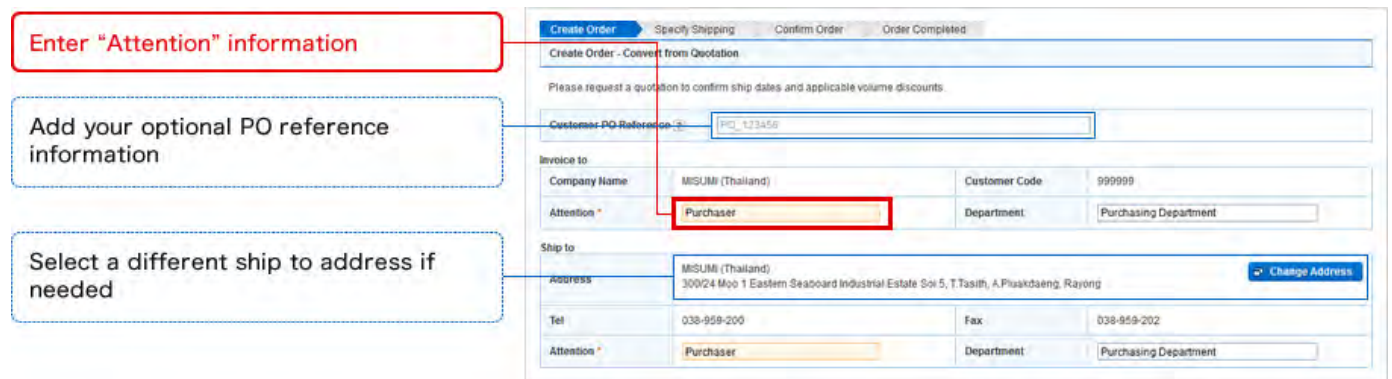 Enter “Attention” information
Add your optional PO reference
information
Select a different ship to address if
needed
Create Order Specify Shipping Confirm Order Order Completed
Create Order - Convert from Quotation
Please request a quotation to confirm ship dates and applicable volume discounts.
Customer PO Reference ? PO_123456
Invoice to
Company Name MISUMI (Thailand) Customer Code 999999
Attention * Purchaser Department Purchasing Department
Ship to
Address MISUMI (Thailand) Change Address
300/24 Moo 1 Eastern Seaboard Industrial Estate Soi 5, T.Tasith, A.Pluakdaeng, Rayong
Tel 038-959-200 Fax 038-959-202
Attention * Purchaser Department Purchasing Department